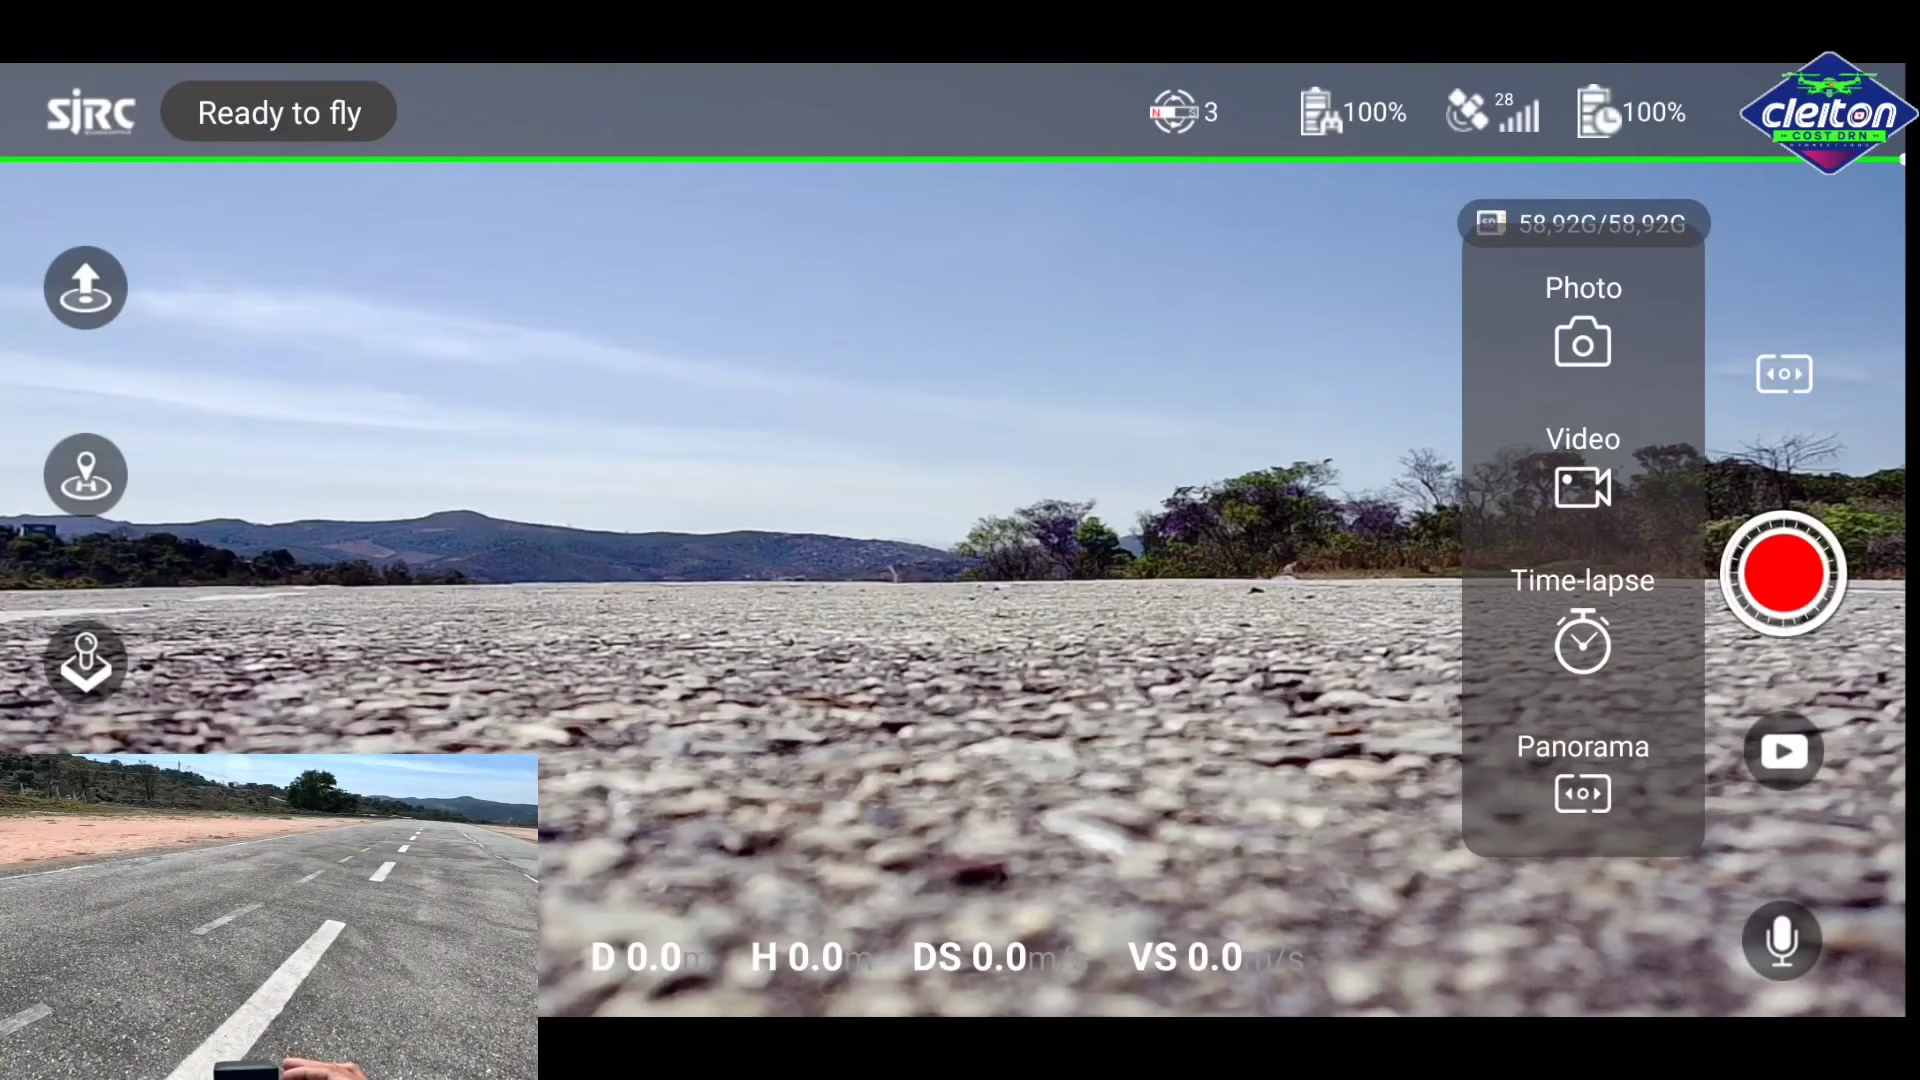 SJRC
Ready to fly
N S 3
100%
28
100%
cleiton
COST DRN
SD 58,92G/58,92G
Photo
Video
Time-lapse
Panorama
D 0.0m H 0.0m DS 0.0m/s VS 0.0m/s